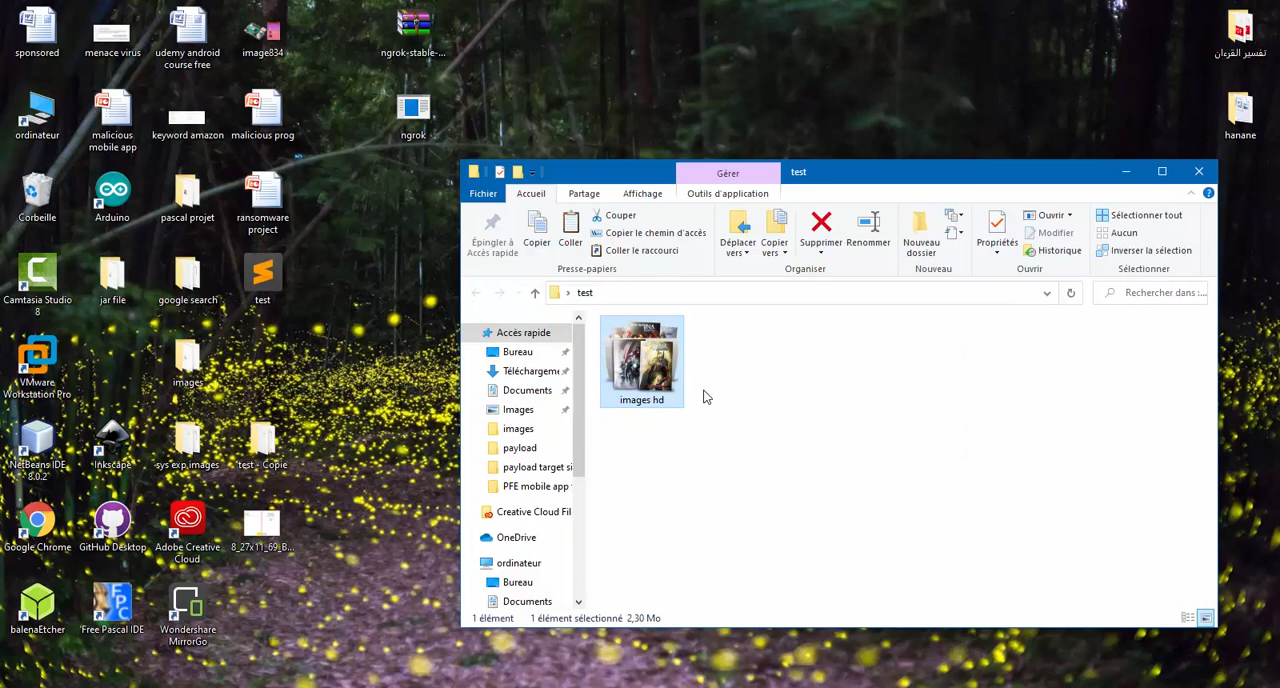 sponsored
menace virus
udemy android
course free
image834
ngrok-stable-...
تفسير القرءان
ordinateur
malicious
mobile app
keyword amazon
malicious prog
ngrok
hanane
Corbeille
Arduino
pascal projet
ransomware
project
Camtasia Studio
8
jar file
google search
test
VMware
Workstation Pro
images
NetBeans IDE
8.0.2
Inkscape
sys exp images
test - Copie
Google Chrome
GitHub Desktop
Adobe Creative
Cloud
8_27x11_69_B...
balenaEtcher
Free Pascal IDE
Wondershare
MirrorGo
Gérer
test
Fichier
Accueil
Partage
Affichage
Outils d'application
Épingler à
Accès rapide
Copier
Coller
Couper
Copier le chemin d'accès
Coller le raccourci
Presse-papiers
Déplacer
vers
Copier
vers
Supprimer
Renommer
Organiser
Nouveau
dossier
Nouveau
Propriétés
Ouvrir
Modifier
Historique
Ouvrir
Sélectionner tout
Aucun
Inverser la sélection
Sélectionner
test
Rechercher dans :...
Accès rapide
Bureau
Téléchargeme
Documents
Images
images
payload
payload target si
PFE mobile app
Creative Cloud Fil
OneDrive
ordinateur
Bureau
Documents
images hd
1 élément
1 élément sélectionné 2,30 Mo